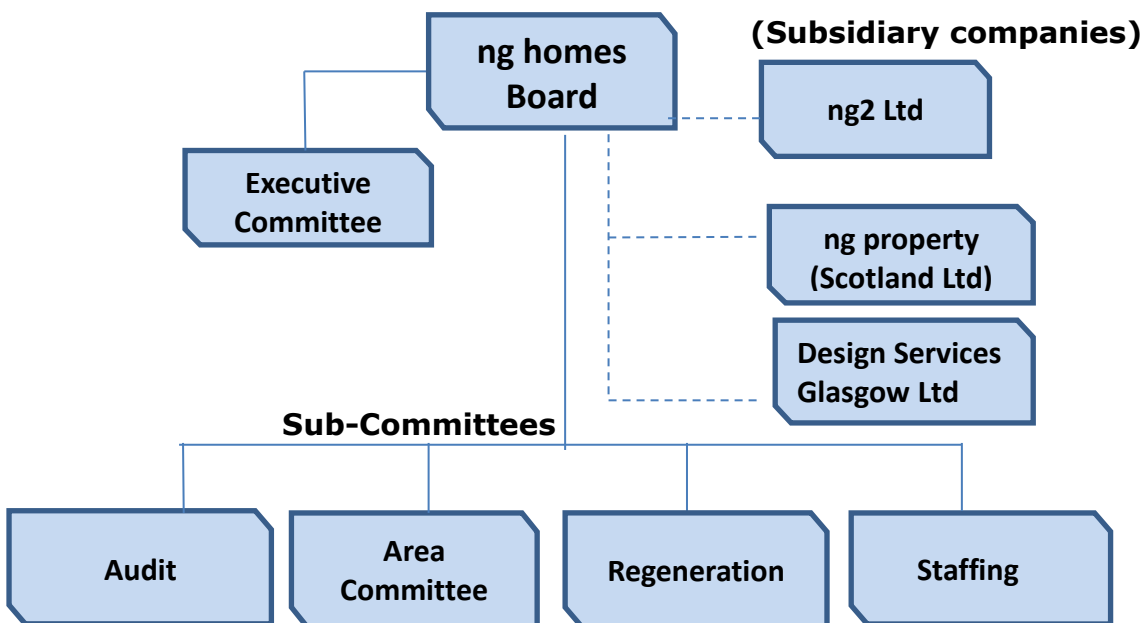 (Subsidiary companies)
ng homes
Board
ng2 Ltd
Executive
Committee
ng property
(Scotland Ltd)
Design Services
Glasgow Ltd
Sub-Committees
Audit
Area
Committee
Regeneration
Staffing